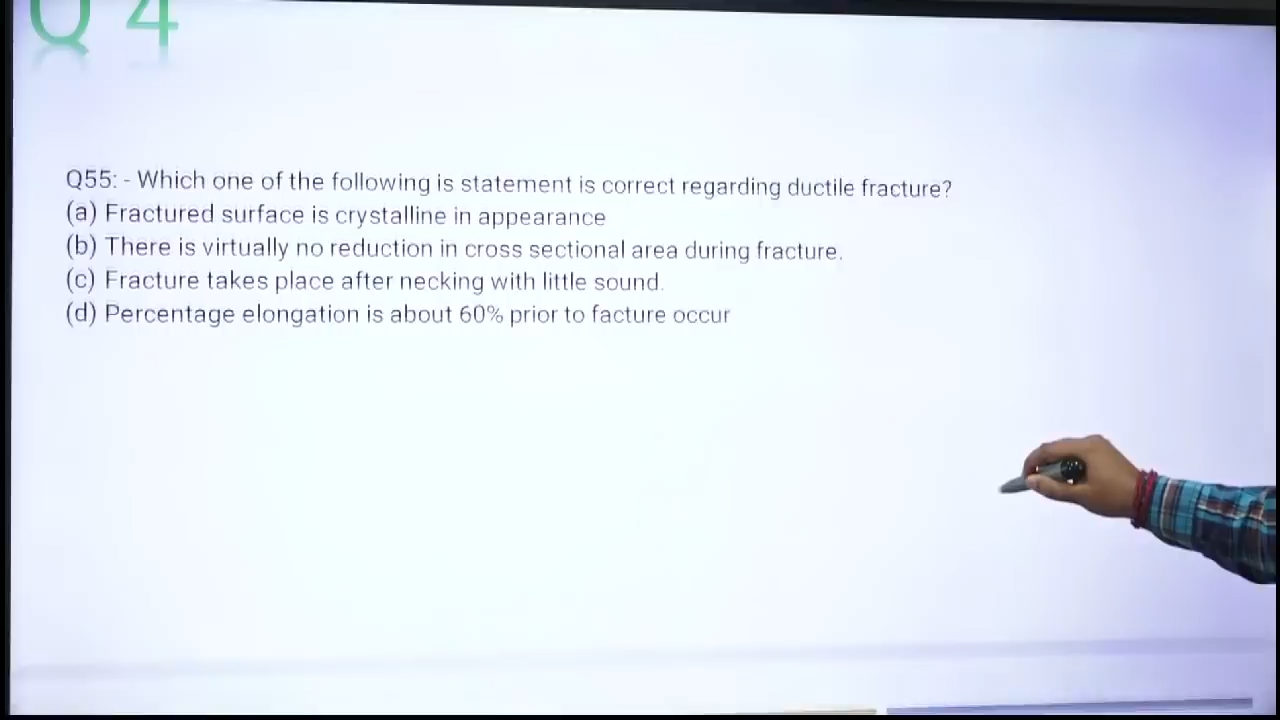 Q 4
Q55: - Which one of the following is statement is correct regarding ductile fracture?
(a) Fractured surface is crystalline in appearance
(b) There is virtually no reduction in cross sectional area during fracture.
(c) Fracture takes place after necking with little sound.
(d) Percentage elongation is about 60% prior to facture occur